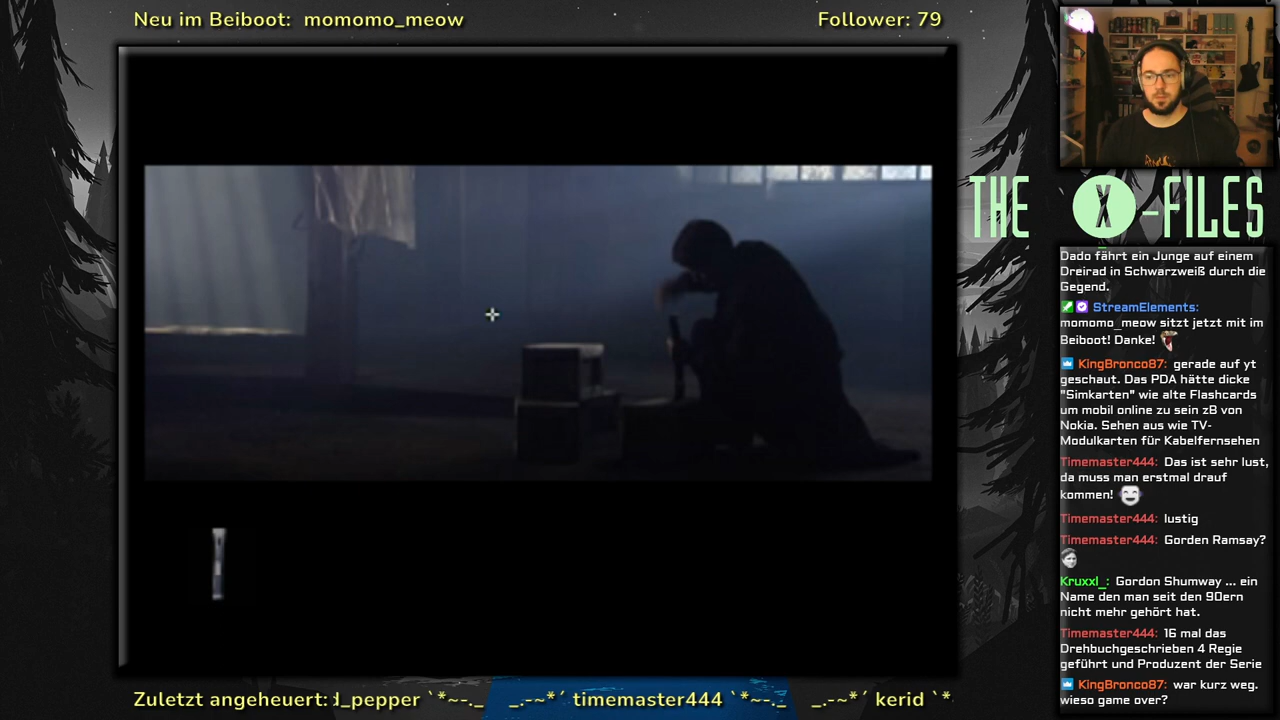 Neu im Beiboot: momomo_meow
Follower: 79
THE X-FILES
Dado fährt ein Junge auf einem
Dreirad in Schwarzweiß durch die
Gegend.
StreamElements:
momomo_meow sitzt jetzt mit im
Beiboot! Danke!
KingBronco87: gerade auf yt
geschaut. Das PDA hätte dicke
"Simkarten" wie alte Flashcards
um mobil online zu sein zB von
Nokia. Sehen aus wie TV-
Modulkarten für Kabelfernsehen
Timemaster444: Das ist sehr lust,
da muss man erstmal drauf
kommen!
Timemaster444: lustig
Timemaster444: Gorden Ramsay?
Kruxxl_: Gordon Shumway ... ein
Name den man seit den 90ern
nicht mehr gehört hat.
Timemaster444: 16 mal das
Drehbuchgeschrieben 4 Regie
geführt und Produzent der Serie
KingBronco87: war kurz weg.
wieso game over?
Zuletzt angeheuert: d_pepper `*~-._ _.-~*´ timemaster444 `*~-._ _.-~*´ kerid `*